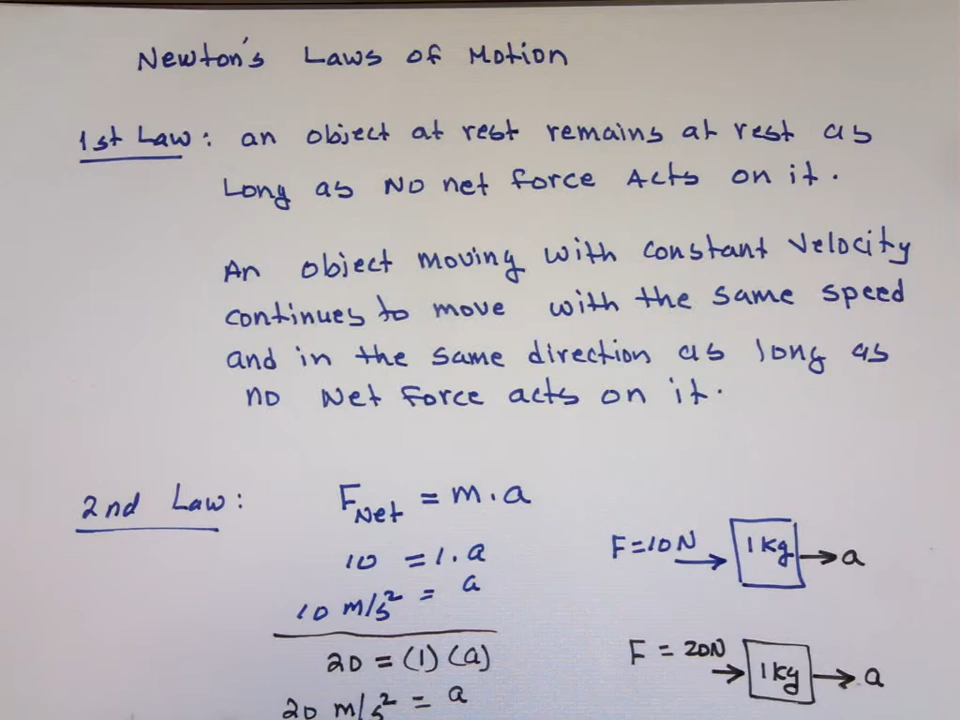 Newton's Laws of Motion
1st Law: an object at rest remains at rest as
Long as No net force Acts on it.
An object moving with constant Velocity
continues to move with the same speed
and in the same direction as long as
no Net force acts on it.
2nd Law: F Net = m.a
10 = 1.a
F=10N 1kg a
10 m/s² = a
20 = (1)(a)
F = 20N 1kg a
20 m/s² = a